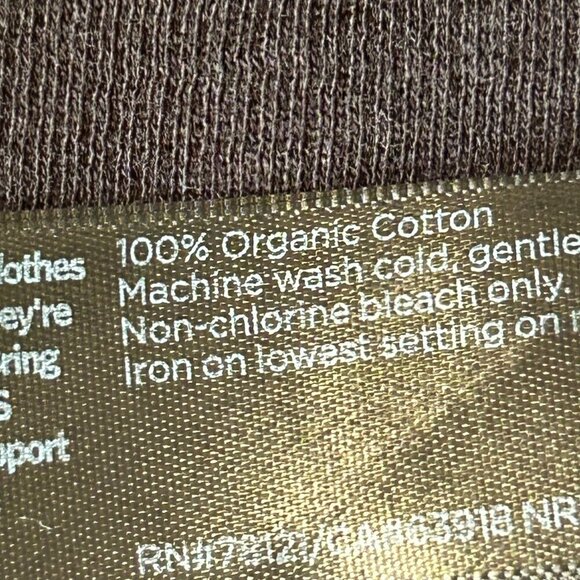 lothes
ey're
ring
S
pport
100% Organic Cotton
Machine wash cold, gentle
Non-chlorine bleach only.
Iron on lowest setting on
NR